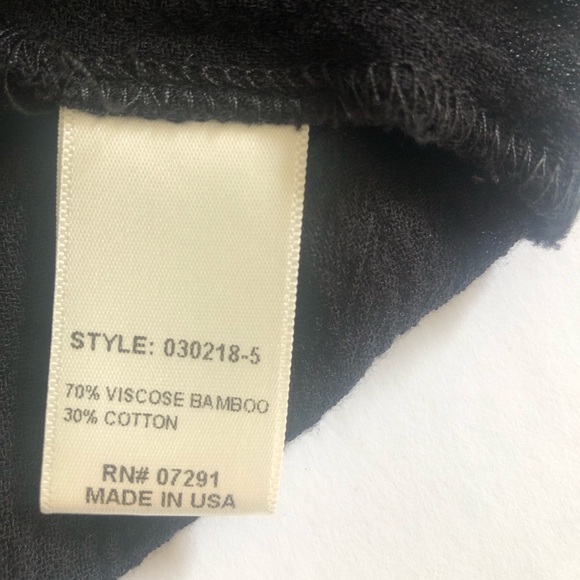 STYLE: 030218-5
70% VISCOSE BAMBOO
30% COTTON
RN# 07291
MADE IN USA